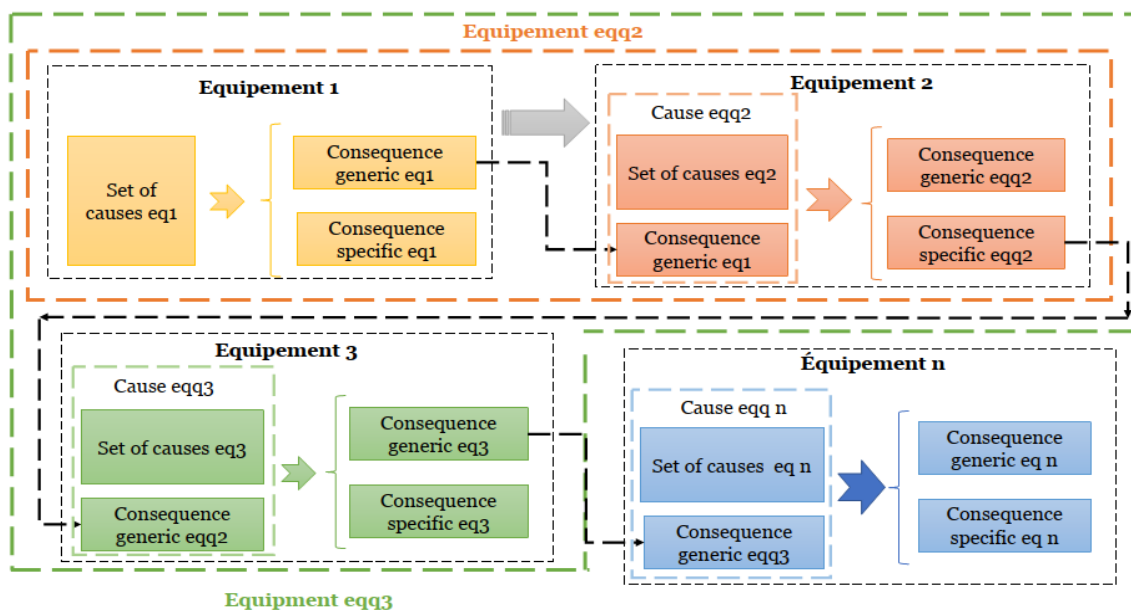 Equipement eqq2
Equipement 1
Set of
causes eq1
Consequence
generic eq1
Consequence
specific eq1
Equipement 2
Cause eqq2
Set of causes eq2
Consequence
generic eq1
Consequence
generic eqq2
Consequence
specific eqq2
Equipement 3
Cause eqq3
Set of causes eq3
Consequence
generic eqq2
Consequence
generic eq3
Consequence
specific eq3
Équipement n
Cause eqq n
Set of causes eq n
Consequence
generic eqq3
Consequence
generic eq n
Consequence
specific eq n
Equipment eqq3